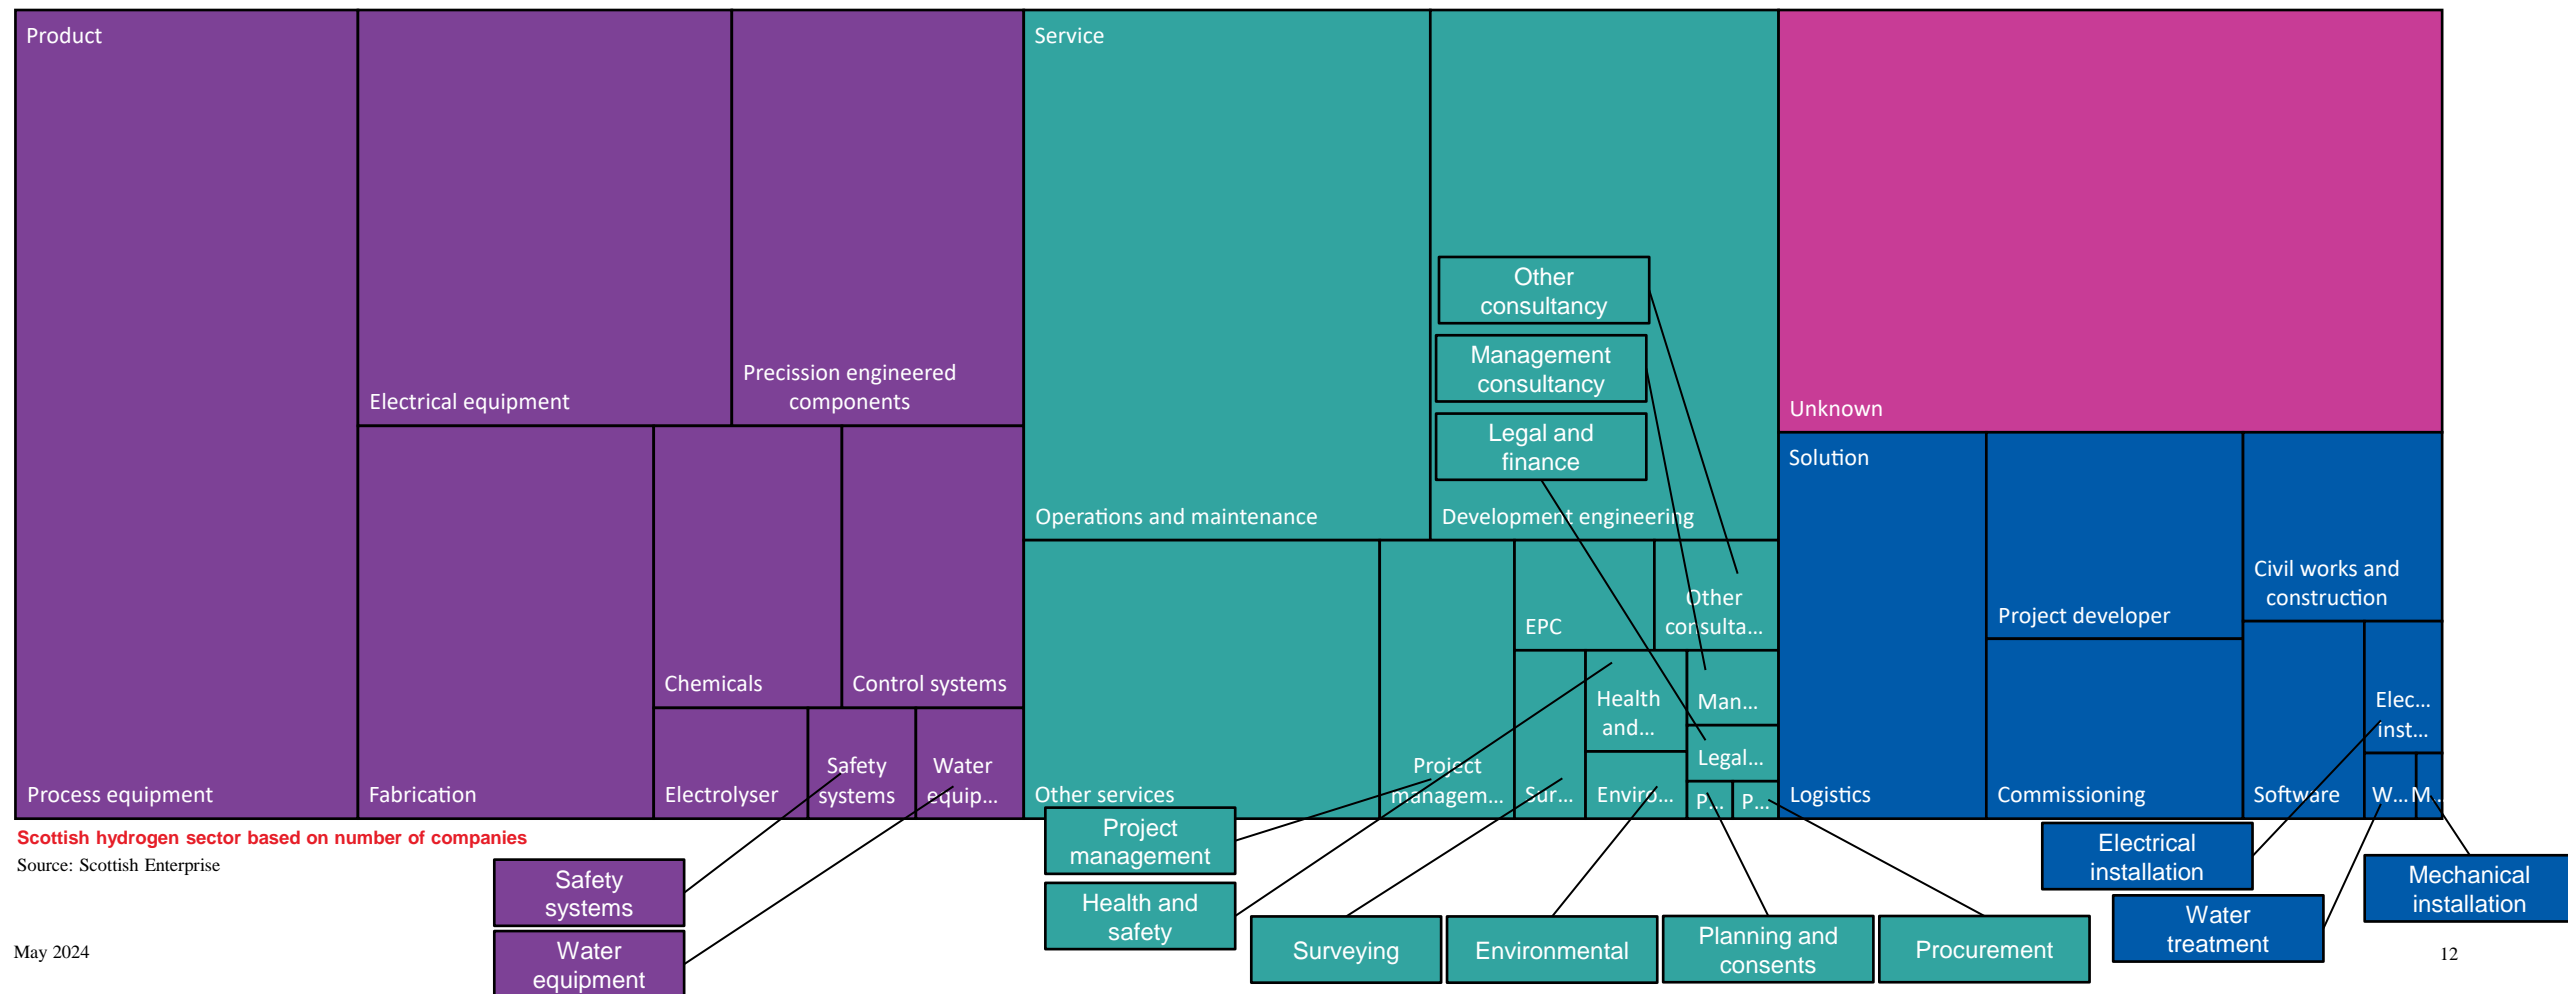 Product
Process equipment
Electrical equipment
Precission engineered
components
Fabrication
Chemicals
Control systems
Electrolyser
Safety
systems
Water
equip...
Service
Operations and maintenance
Development engineering
Other
consultancy
Management
consultancy
Legal and
finance
Other services
Project
managem...
EPC
Other
consulta...
Sur...
Health
and...
Enviro...
Man...
Legal...
P...
P...
Unknown
Solution
Logistics
Project developer
Commissioning
Civil works and
construction
Software
Elec...
inst...
W...
M...
Scottish hydrogen sector based on number of companies
Source: Scottish Enterprise
Safety
systems
Water
equipment
Project
management
Health and
safety
Surveying
Environmental
Planning and
consents
Procurement
Electrical
installation
Water
treatment
Mechanical
installation
May 2024
12